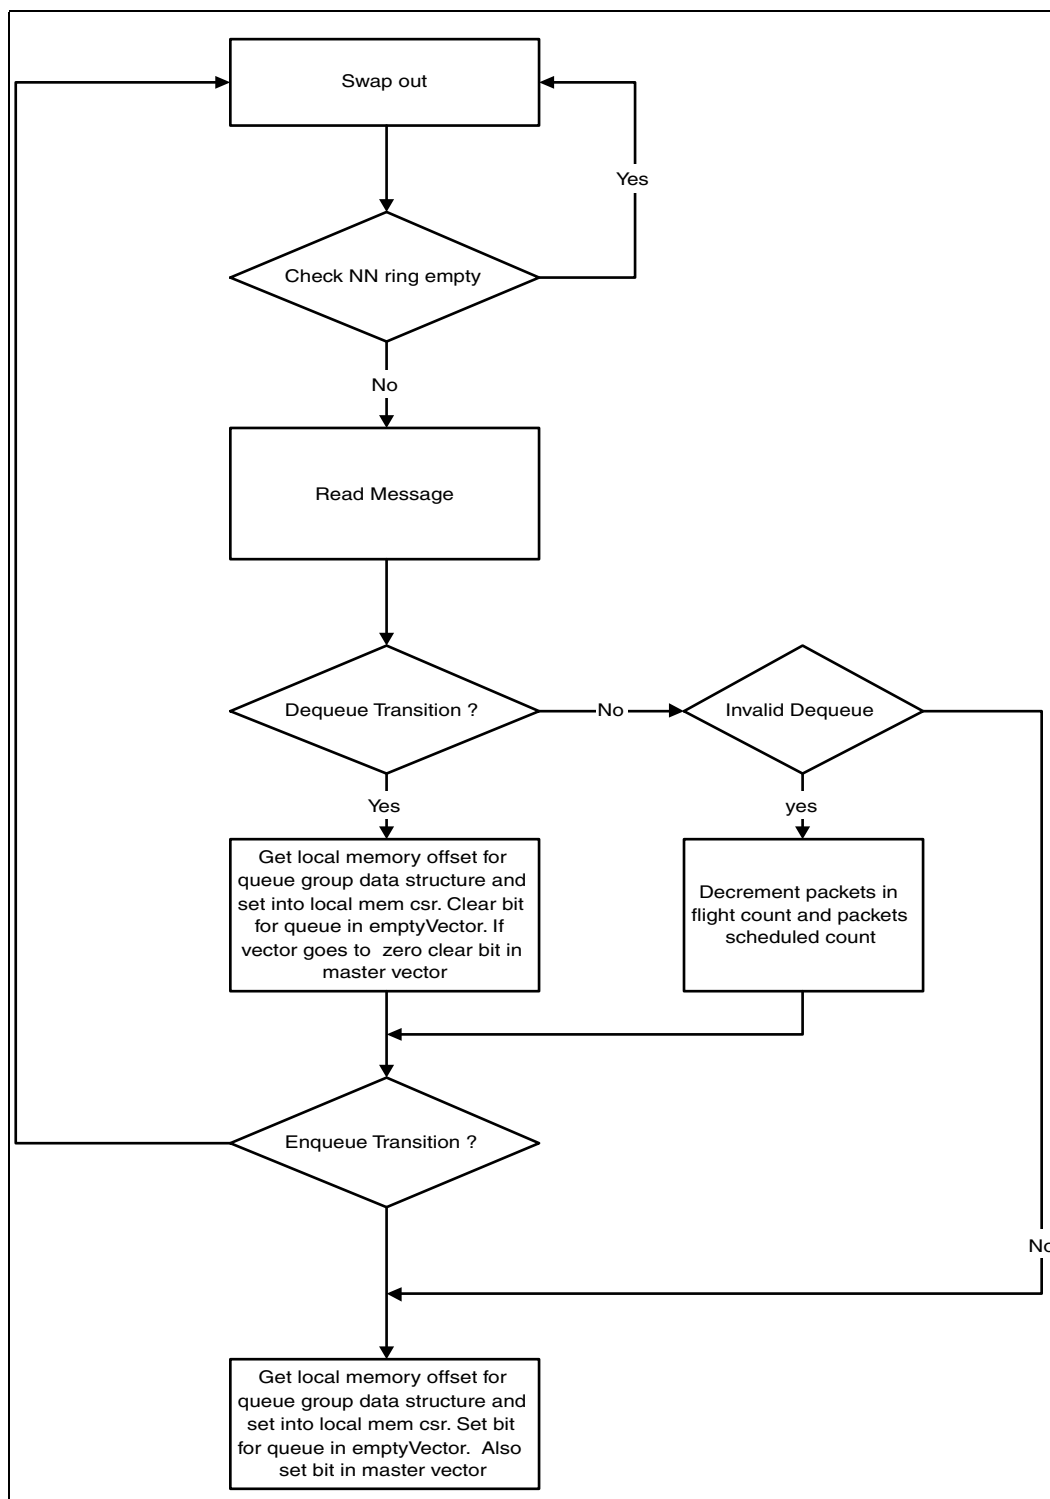 Swap out
Yes
Check NN ring empty
No
Read Message
Dequeue Transition ?
No
Invalid Dequeue
Yes
yes
Get local memory offset for
queue group data structure and
set into local mem csr. Clear bit
for queue in emptyVector. If
vector goes to  zero clear bit in
master vector
Decrement packets in
flight count and packets
scheduled count
Enqueue Transition ?
No
Get local memory offset for
queue group data structure and
set into local mem csr. Set bit
for queue in emptyVector.  Also
set bit in master vector